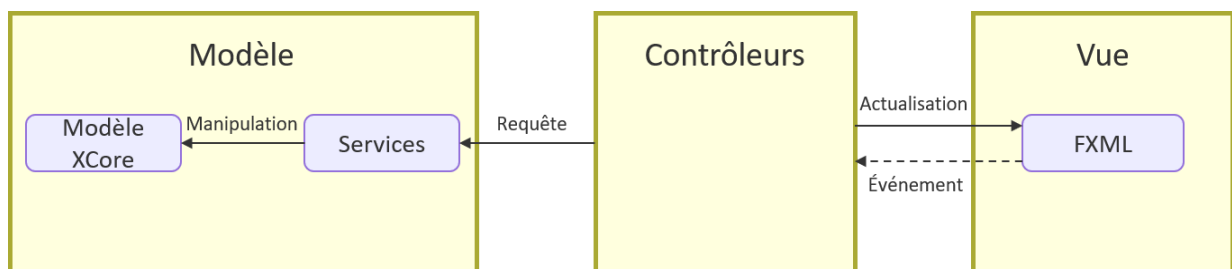 Modèle
Contrôleurs
Vue
Modèle
XCore
Manipulation
Services
Requête
Actualisation
FXML
Événement